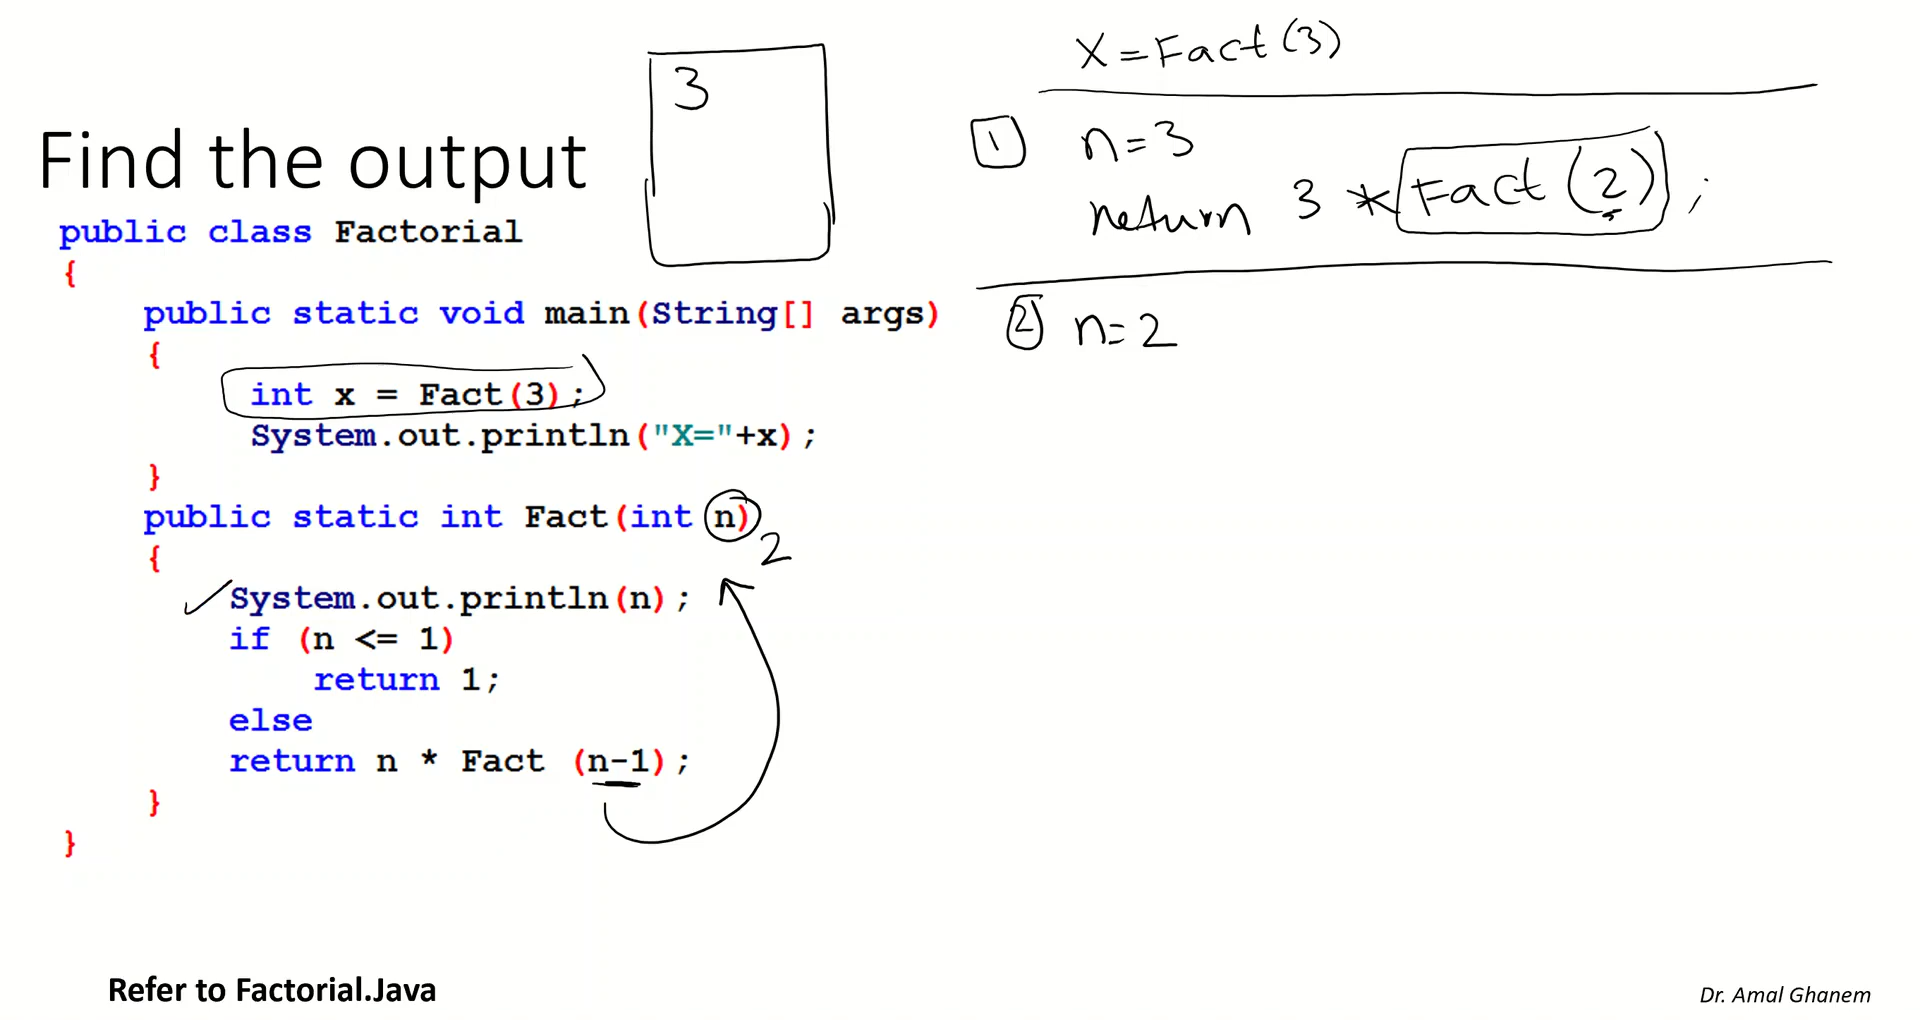 Find the output
public class Factorial
{
public static void main(String[] args)
{
int x = Fact(3);
System.out.println("X="+x);
}
public static int Fact(int n)
2
{
System.out.println(n);
if (n <= 1)
return 1;
else
return n * Fact (n-1);
}
}
3
X=Fact(3)
1 n=3
return 3 *Fact(2);
2 n=2
Refer to Factorial.Java
Dr. Amal Ghanem